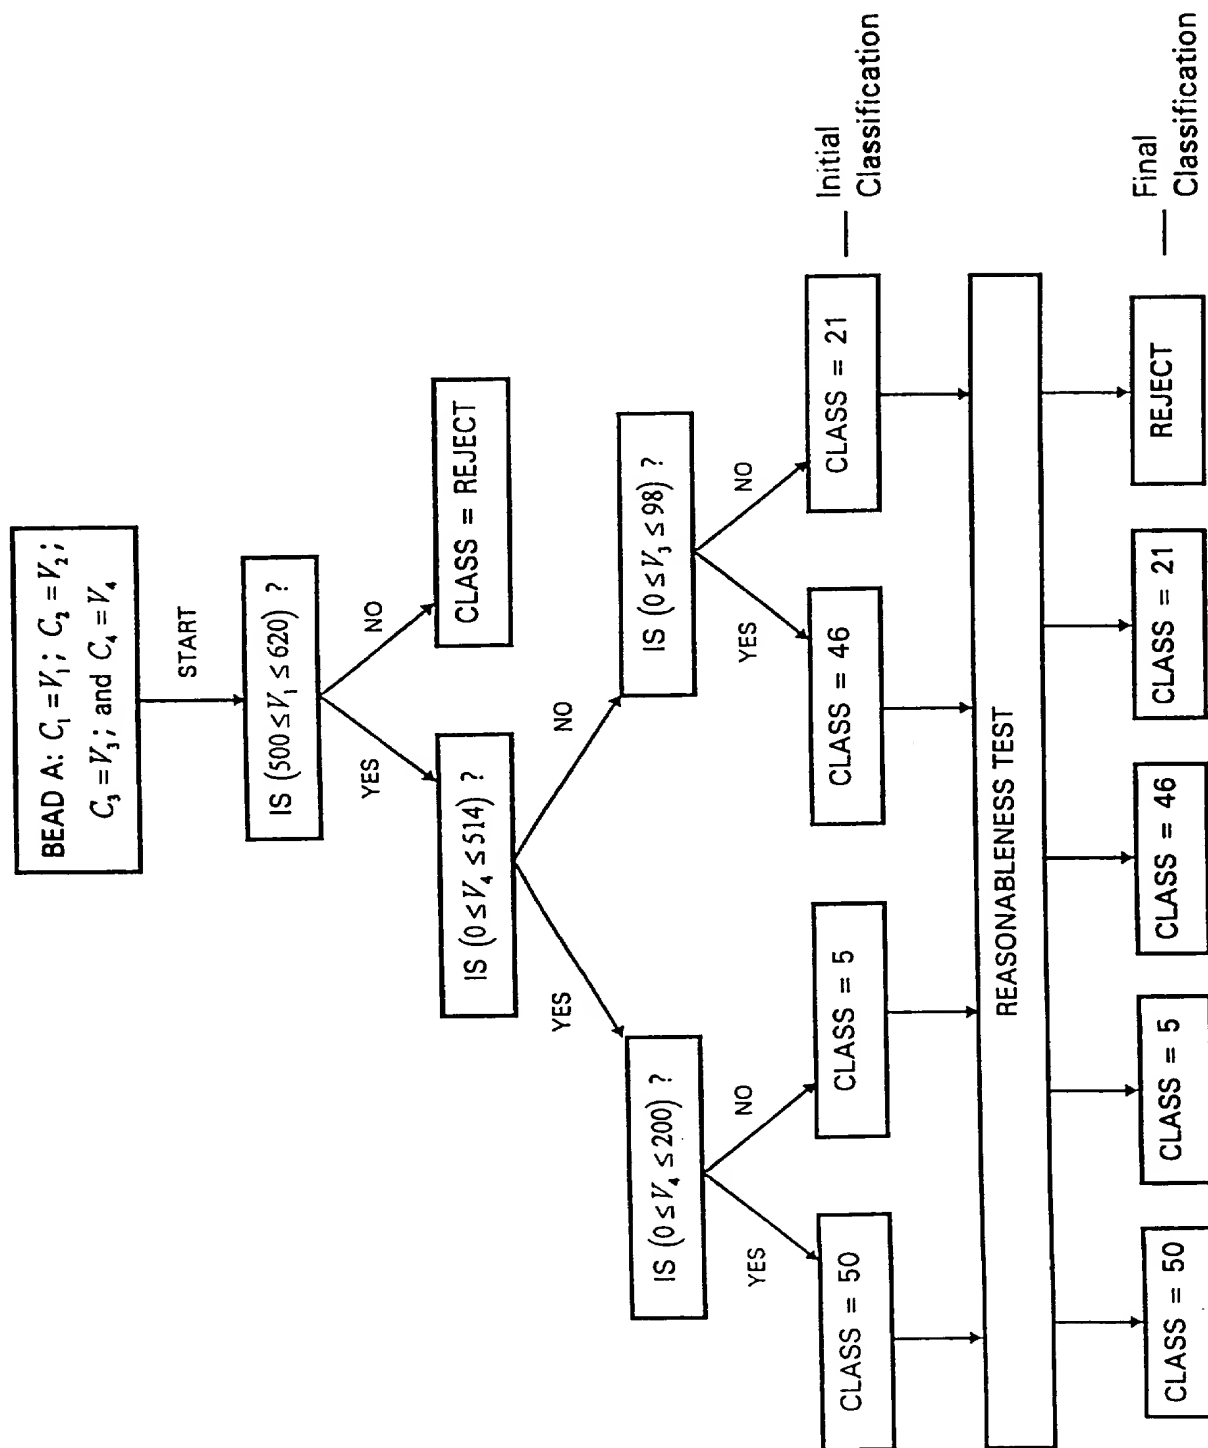 BEAD A: C₁ = V₁; C₂ = V₂;
C₃ = V₃; and C₄ = V₄
START
IS (500 ≤ V₁ ≤ 620) ?
YES
NO
IS (0 ≤ V₄ ≤ 514) ?
CLASS = REJECT
YES
NO
IS (0 ≤ V₄ ≤ 200) ?
IS (0 ≤ V₃ ≤ 98) ?
YES
NO
YES
NO
CLASS = 50
CLASS = 5
CLASS = 46
CLASS = 21
Initial
Classification
REASONABLENESS TEST
CLASS = 50
CLASS = 5
CLASS = 46
CLASS = 21
REJECT
Final
Classification